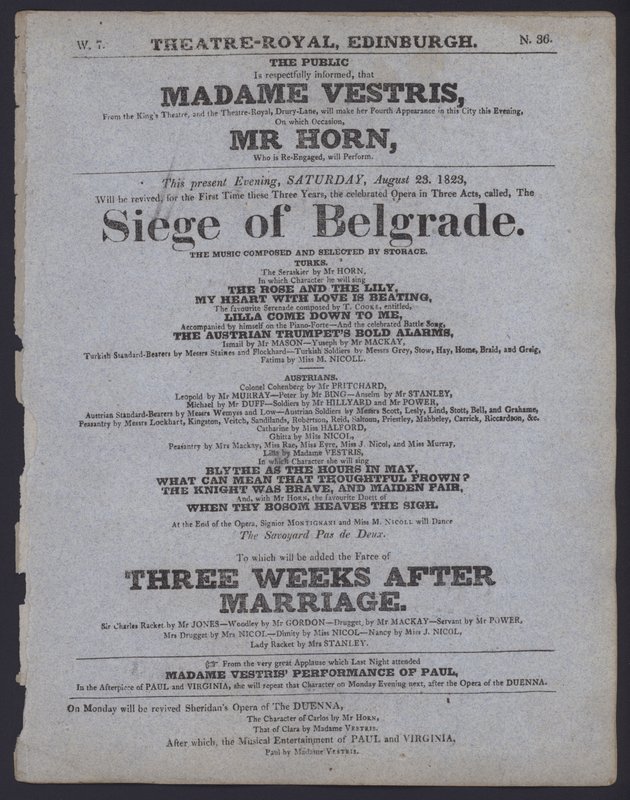 W. 7. THEATRE-ROYAL, EDINBURGH. N. 36.
THE PUBLIC
Is respectfully informed, that
MADAME VESTRIS,
From the King's Theatre, and the Theatre-Royal, Drury-Lane, will make her Fourth Appearance in this City this Evening,
On which Occasion,
MR HORN,
Who is Re-Engaged, will Perform.
This present Evening, SATURDAY, August 23. 1823,
Will be revived, for the First Time these Three Years, the celebrated Opera in Three Acts, called, The
Siege of Belgrade.
THE MUSIC COMPOSED AND SELECTED BY STORACE.
TURKS.
The Seraskier by Mr HORN,
In which Character he will sing
THE ROSE AND THE LILY,
MY HEART WITH LOVE IS BEATING,
The favourite Serenade composed by T. COOKE, entitled,
LILLA COME DOWN TO ME,
Accompanied by himself on the Piano-Forte—And the celebrated Battle Song,
THE AUSTRIAN TRUMPET'S BOLD ALARMS,
Ismail by Mr MASON—Yuseph by Mr MACKAY,
Turkish Standard-Bearers by Messrs Staines and Flockhard—Turkish Soldiers by Messrs Grey, Stow, Hay, Home, Braid, and Greig,
Fatima by Miss M. NICOLL.
AUSTRIANS.
Colonel Cohenberg by Mr PRITCHARD,
Leopold by Mr MURRAY—Peter by Mr BING—Anselm by Mr STANLEY,
Michael by Mr DUFF—Soldiers by Mr HILLYARD and Mr POWER,
Austrian Standard-Bearers by Messrs Wemyss and Low—Austrian Soldiers by Messrs Scott, Lesly, Lind, Stott, Bell, and Grahame,
Peasantry by Messrs Lockhart, Kingston, Veitch, Sandilands, Robertson, Reid, Saltoun, Priestley, Mabbeley, Carrick, Riccardson, &c.
Catharine by Miss HALFORD,
Ghitta by Miss NICOL,
Peasantry by Mrs Mackay, Miss Rae, Miss Eyre, Miss J. Nicol, and Miss Murray,
Lilla by Madame VESTRIS,
In which Character she will sing
BLYTHE AS THE HOURS IN MAY,
WHAT CAN MEAN THAT THOUGHTFUL FROWN?
THE KNIGHT WAS BRAVE, AND MAIDEN FAIR,
And, with Mr HORN, the favourite Duett of
WHEN THY BOSOM HEAVES THE SIGH.
At the End of the Opera, Signior MONTIGNANI and Miss M. NICOLL will Dance
The Savoyard Pas de Deux.
To which will be added the Farce of
THREE WEEKS AFTER
MARRIAGE.
Sir Charles Racket by Mr JONES—Woodley by Mr GORDON—Drugget, by Mr MACKAY—Servant by Mr POWER,
Mrs Drugget by Mrs NICOL—Dimity by Miss NICOL—Nancy by Miss J. NICOL,
Lady Racket by Mrs STANLEY.
☞ From the very great Applause which Last Night attended
MADAME VESTRIS' PERFORMANCE OF PAUL,
In the Afterpiece of PAUL and VIRGINIA, she will repeat that Character on Monday Evening next, after the Opera of the DUENNA.
On Monday will be revived Sheridan's Opera of The DUENNA,
The Character of Carlos by Mr HORN,
That of Clara by Madame VESTRIS.
After which, the Musical Entertainment of PAUL and VIRGINIA,
Paul by Madame VESTRIS.